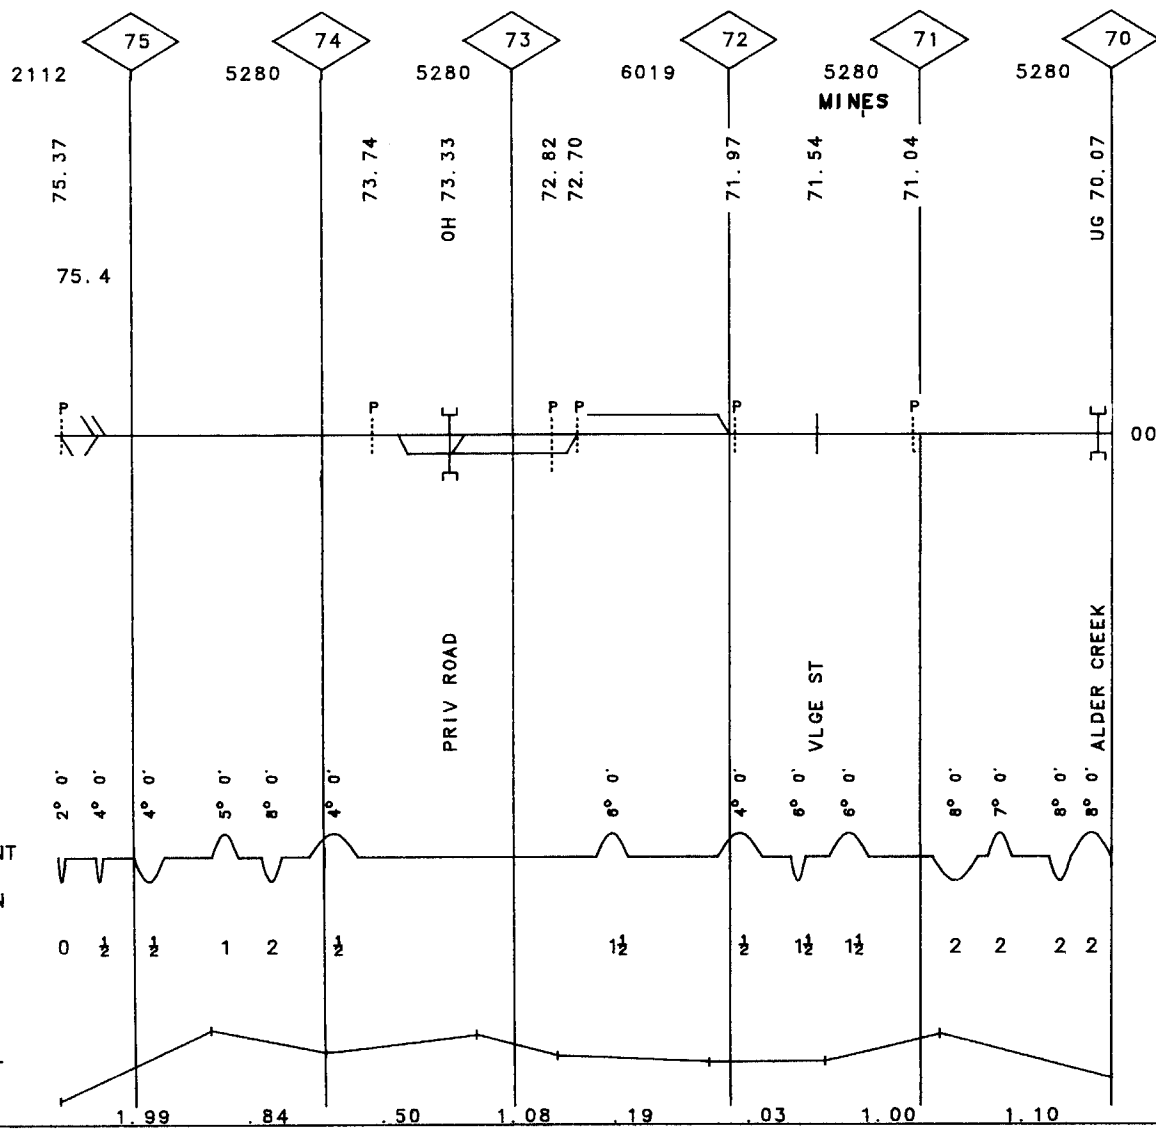 75 74 73 72 71 70
2112 5280 5280 6019 5280 5280
MINES
75.37
73.74
OH 73.33
72.82
72.70
71.97
71.54
71.04
UG 70.07
75.4
P P P P P P
00
PRIV ROAD
VLGE ST
ALDER CREEK
2° 0' 4° 0' 4° 0' 5° 0' 8° 0' 4° 0' 6° 0' 4° 0' 6° 0' 6° 0' 8° 0' 7° 0' 8° 0' 8° 0'
NT
N
0 ½ ½ 1 2 ½ 1½ ½ 1½ 1½ 2 2 2 2
1.99 .84 .50 1.08 .19 .03 1.00 1.10